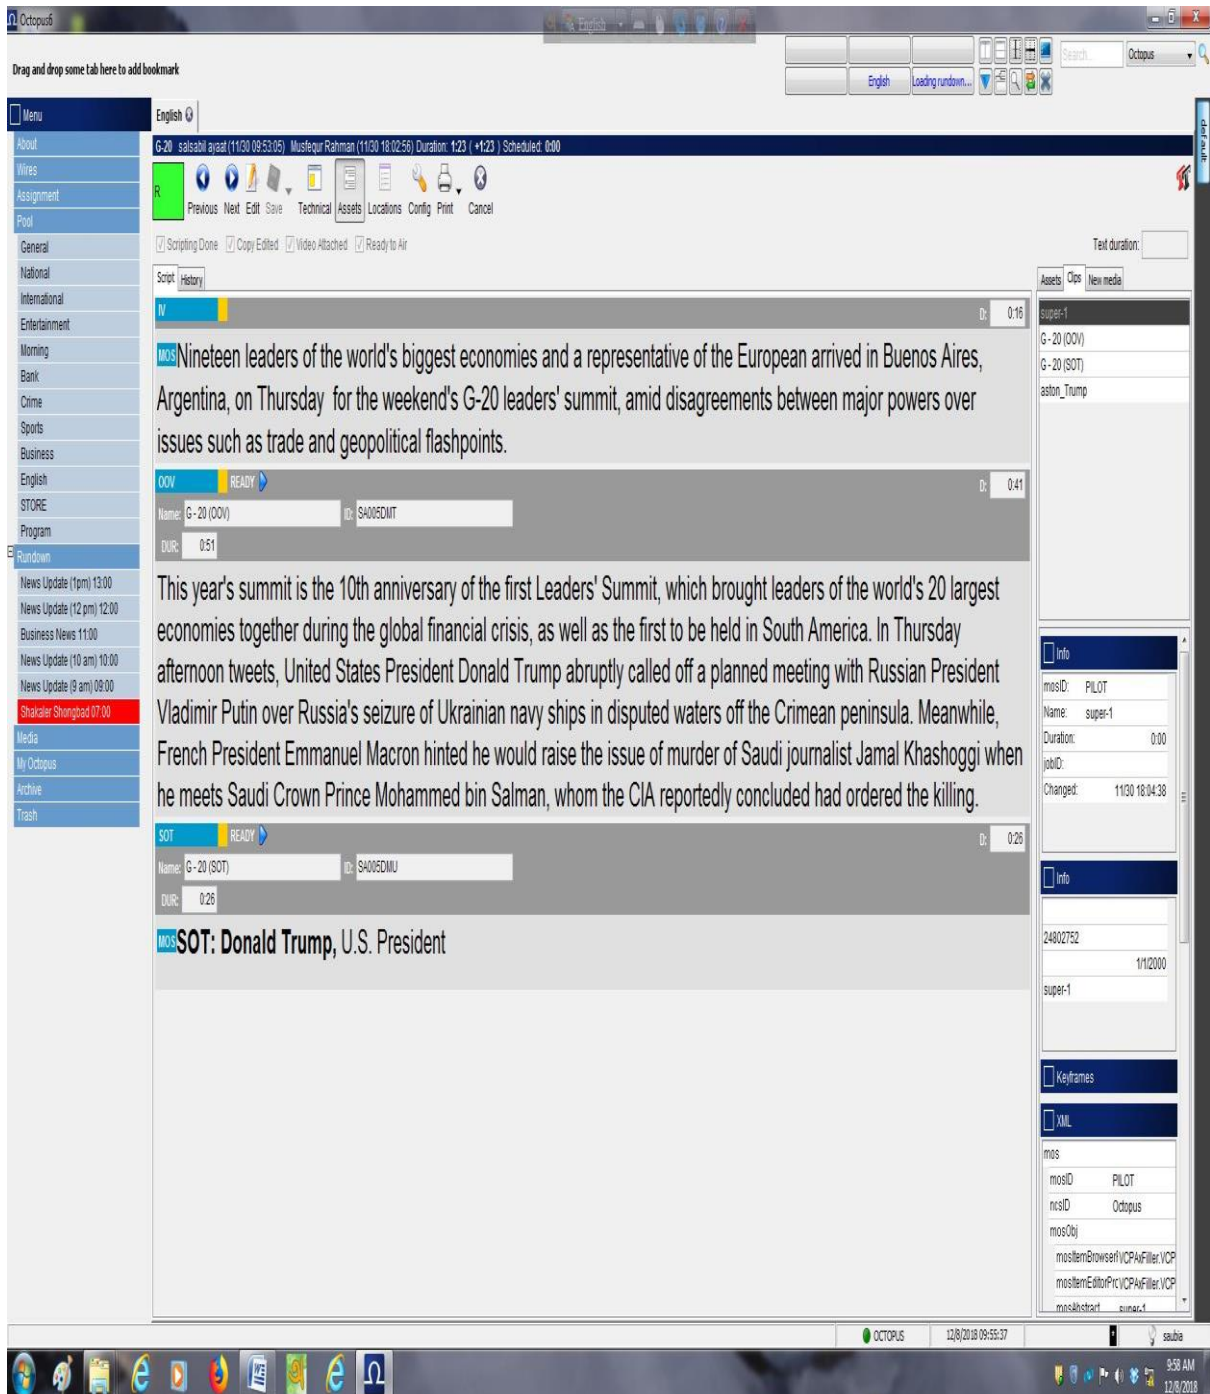 Octopus6
English
Drag and drop some tab here to add bookmark
Search...
Octopus
English
Loading rundown...
default
Menu
About
Wires
Assignment
Pool
General
National
International
Entertainment
Morning
Bank
Crime
Sports
Business
English
STORE
Program
Rundown
News Update (1pm) 13:00
News Update (12 pm) 12:00
Business News 11:00
News Update (10 am) 10:00
News Update (9 am) 09:00
Shakaler Shongbad 07:00
Media
My Octopus
Archive
Trash
English
G-20 salsabil ayaat (11/30 09:53:05) Musfequr Rahman (11/30 18:02:56) Duration: 1:23 ( +1:23 ) Scheduled: 0:00
R
Previous Next Edit Save Technical Assets Locations Config Print Cancel
Scripting Done Copy Edited Video Attached Ready to Air
Text duration:
Script History
IV D: 0:16
MOS Nineteen leaders of the world's biggest economies and a representative of the European arrived in Buenos Aires,
Argentina, on Thursday for the weekend's G-20 leaders' summit, amid disagreements between major powers over
issues such as trade and geopolitical flashpoints.
OOV READY D: 0:41
Name: G - 20 (OOV) ID: SA005DMT
DUR: 0:51
This year's summit is the 10th anniversary of the first Leaders' Summit, which brought leaders of the world's 20 largest
economies together during the global financial crisis, as well as the first to be held in South America. In Thursday
afternoon tweets, United States President Donald Trump abruptly called off a planned meeting with Russian President
Vladimir Putin over Russia's seizure of Ukrainian navy ships in disputed waters off the Crimean peninsula. Meanwhile,
French President Emmanuel Macron hinted he would raise the issue of murder of Saudi journalist Jamal Khashoggi when
he meets Saudi Crown Prince Mohammed bin Salman, whom the CIA reportedly concluded had ordered the killing.
SOT READY D: 0:26
Name: G - 20 (SOT) ID: SA005DMU
DUR: 0:26
MOS SOT: Donald Trump, U.S. President
Assets Clips New media
super-1
G - 20 (OOV)
G - 20 (SOT)
aston_Trump
Info
mosID: PILOT
Name: super-1
Duration: 0:00
jobID:
Changed: 11/30 18:04:38
Info
24802752
1/1/2000
super-1
Keyframes
XML
mos
mosID PILOT
ncsID Octopus
mosObj
mosItemBrowserI VCPAxFiller.VCP
mosItemEditorPrc VCPAxFiller.VCP
mosAbstract super-1
OCTOPUS 12/8/2018 09:55:37 saubia
9:58 AM
12/8/2018